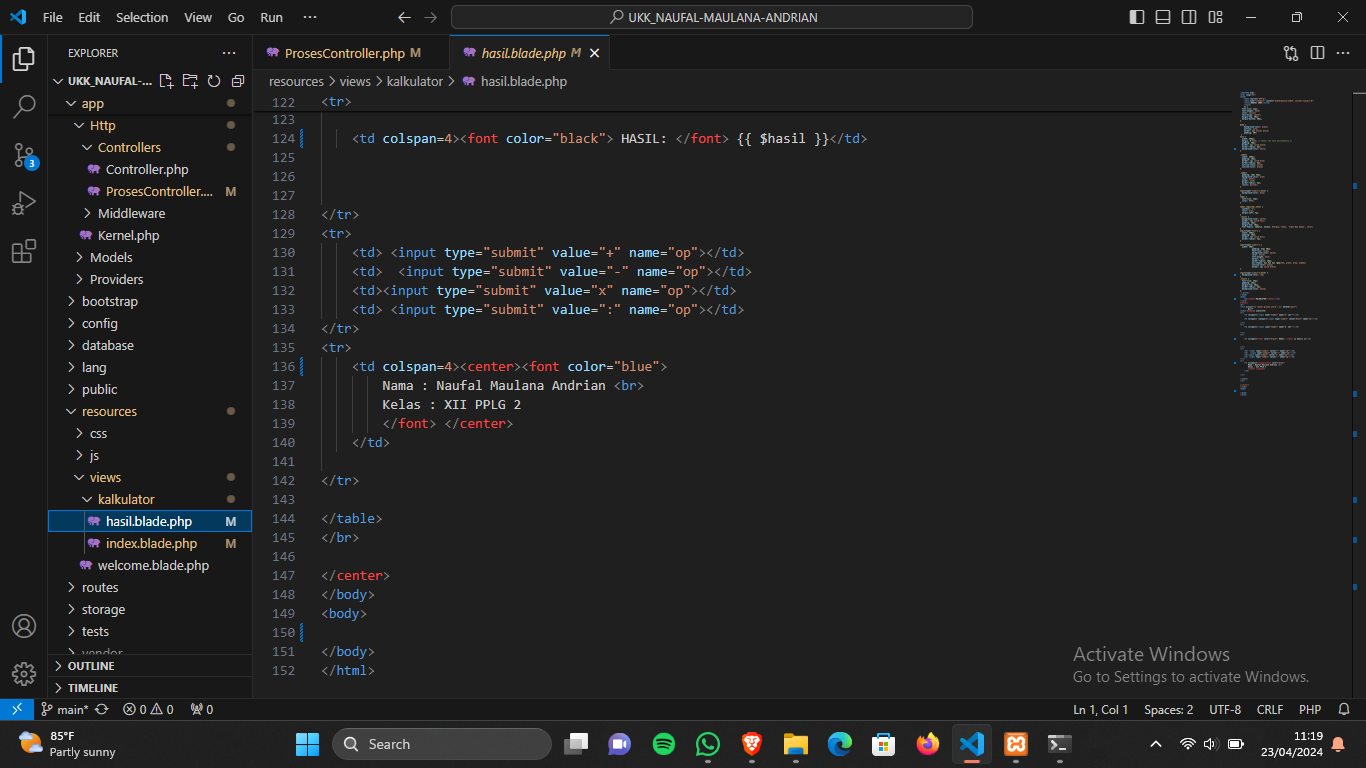 File Edit Selection View Go Run ··· UKK_NAUFAL-MAULANA-ANDRIAN
EXPLORER ···
UKK_NAUFAL-...
app
Http
Controllers
Controller.php
ProsesController.... M
Middleware
Kernel.php
Models
Providers
bootstrap
config
database
lang
public
resources
css
js
views
kalkulator
hasil.blade.php M
index.blade.php M
welcome.blade.php
routes
storage
tests
vendor
OUTLINE
TIMELINE
3
ProsesController.php M hasil.blade.php M
resources > views > kalkulator > hasil.blade.php
122 <tr>
123
124 <td colspan=4><font color="black"> HASIL: </font> {{ $hasil }}</td>
125
126
127
128 </tr>
129 <tr>
130 <td> <input type="submit" value="+" name="op"></td>
131 <td>  <input type="submit" value="-" name="op"></td>
132 <td><input type="submit" value="x" name="op"></td>
133 <td> <input type="submit" value=":" name="op"></td>
134 </tr>
135 <tr>
136 <td colspan=4><center><font color="blue">
137 Nama : Naufal Maulana Andrian <br>
138 Kelas : XII PPLG 2
139 </font> </center>
140 </td>
141
142 </tr>
143
144 </table>
145 </br>
146
147 </center>
148 </body>
149 <body>
150
151 </body>
152 </html>
Activate Windows
Go to Settings to activate Windows.
main* 0 0 0 Ln 1, Col 1 Spaces: 2 UTF-8 CRLF PHP
85°F
Partly sunny
Search
11:19
23/04/2024